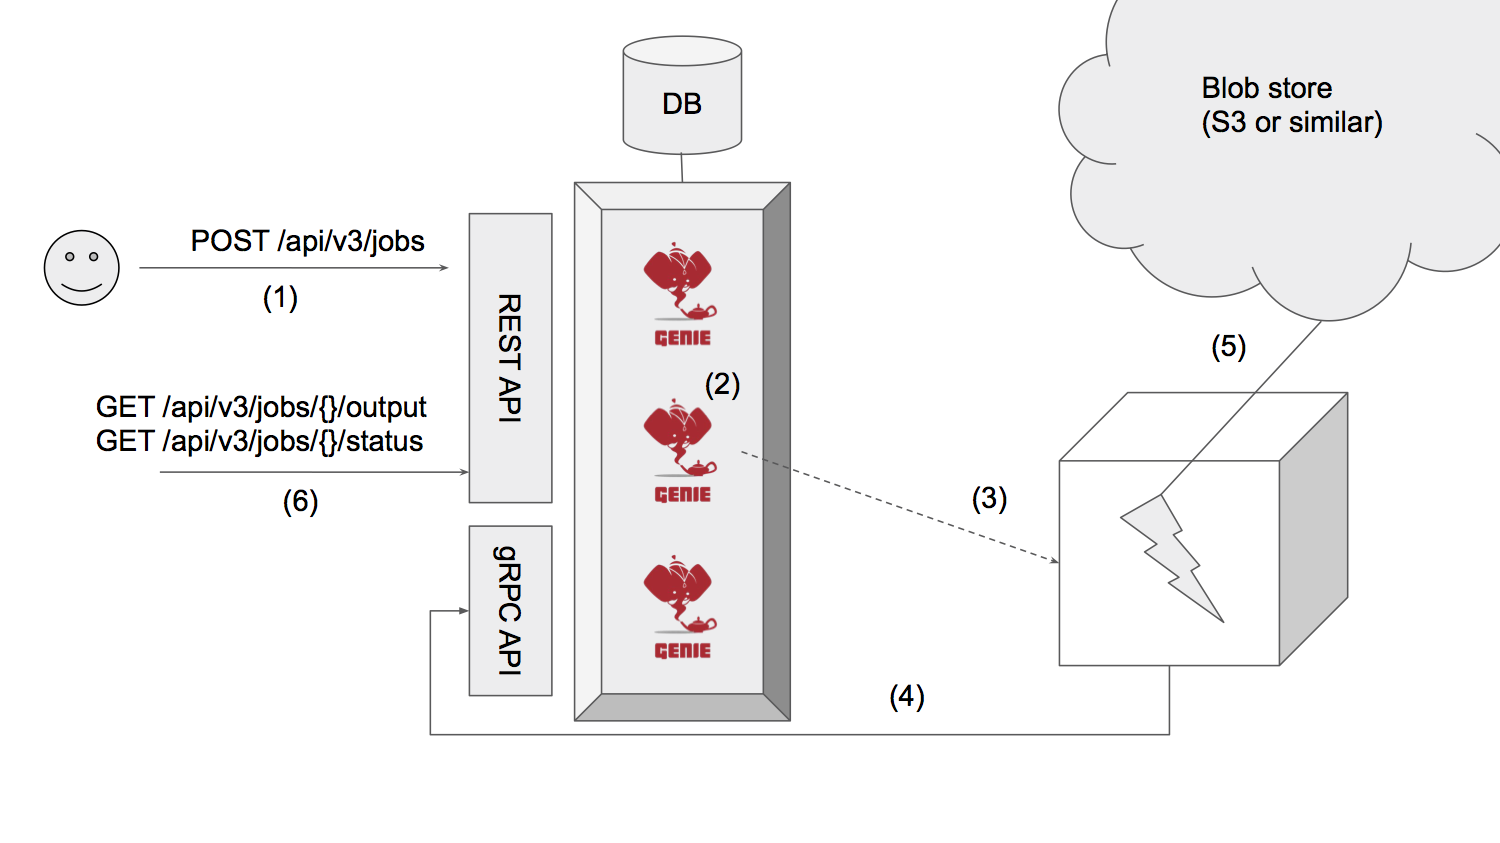 DB
Blob store
(S3 or similar)
POST /api/v3/jobs
(1)
REST API
GENIE
(2)
GENIE
GENIE
GET /api/v3/jobs/{}/output
GET /api/v3/jobs/{}/status
(6)
gRPC API
(3)
(4)
(5)